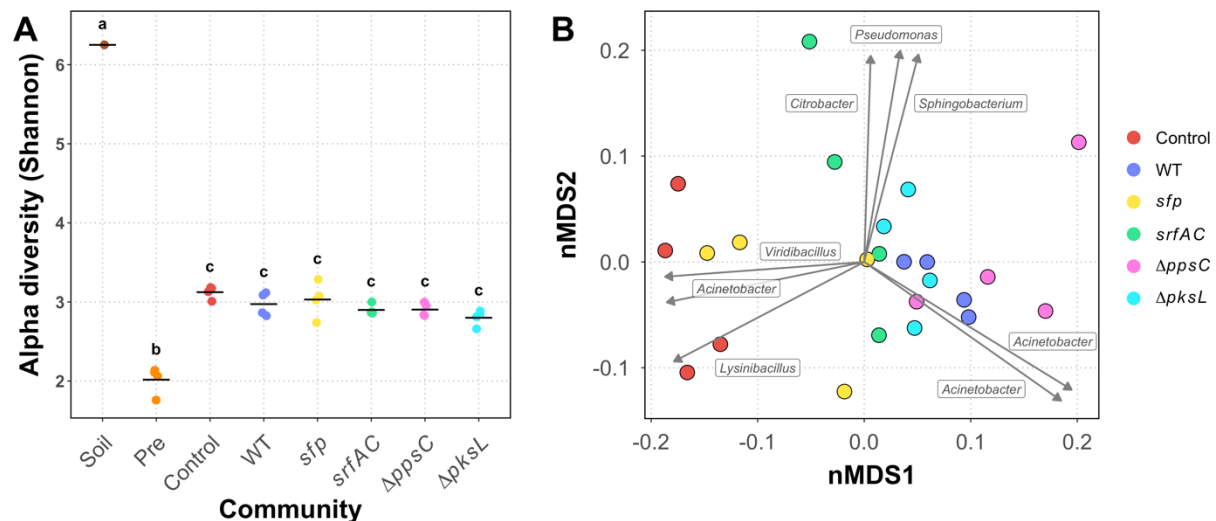 A
Alpha diversity (Shannon)
6
5
4
3
2
a
b
c
c
c
c
c
c
Soil
Pre
Control
WT
sfp
srfAC
ΔppsC
ΔpksL
Community
B
nMDS2
0.2
0.1
0.0
-0.1
Pseudomonas
Citrobacter
Sphingobacterium
Viridibacillus
Acinetobacter
Lysinibacillus
Acinetobacter
Acinetobacter
-0.2
-0.1
0.0
0.1
0.2
nMDS1
Control
WT
sfp
srfAC
ΔppsC
ΔpksL